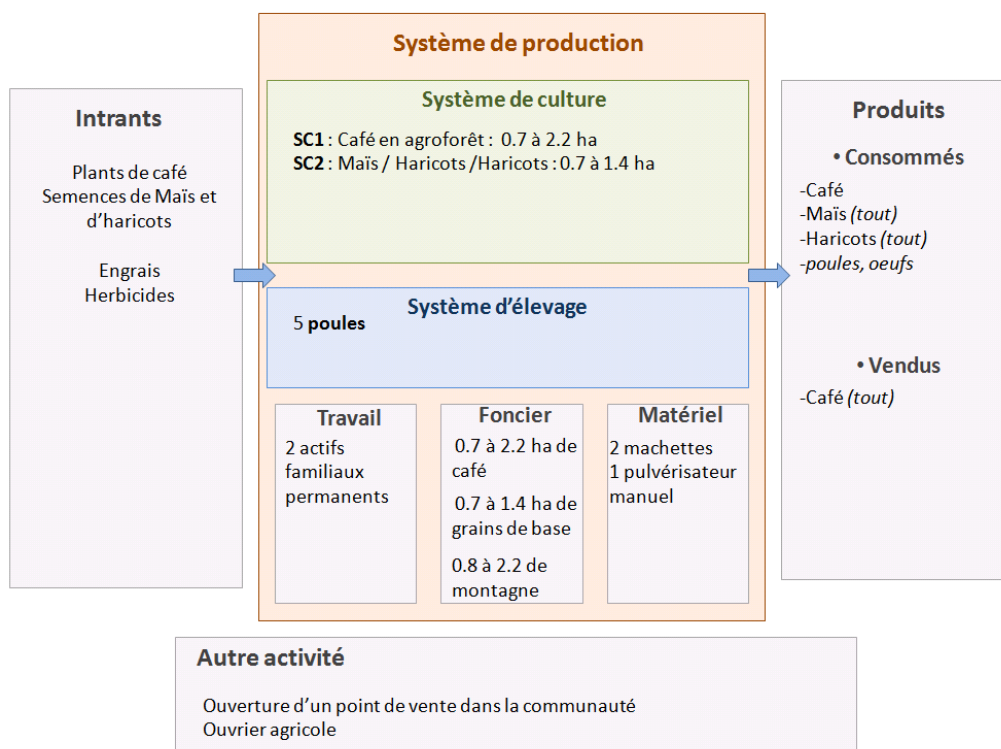 Système de production
Intrants
Plants de café
Semences de Maïs et
d'haricots
Engrais
Herbicides
Système de culture
SC1 : Café en agroforêt : 0.7 à 2.2 ha
SC2 : Maïs / Haricots /Haricots : 0.7 à 1.4 ha
Système d'élevage
5 poules
Travail
2 actifs
familiaux
permanents
Foncier
0.7 à 2.2 ha de
café
0.7 à 1.4 ha de
grains de base
0.8 à 2.2 de
montagne
Matériel
2 machettes
1 pulvérisateur
manuel
Produits
• Consommés
-Café
-Maïs (tout)
-Haricots (tout)
-poules, oeufs
• Vendus
-Café (tout)
Autre activité
Ouverture d'un point de vente dans la communauté
Ouvrier agricole